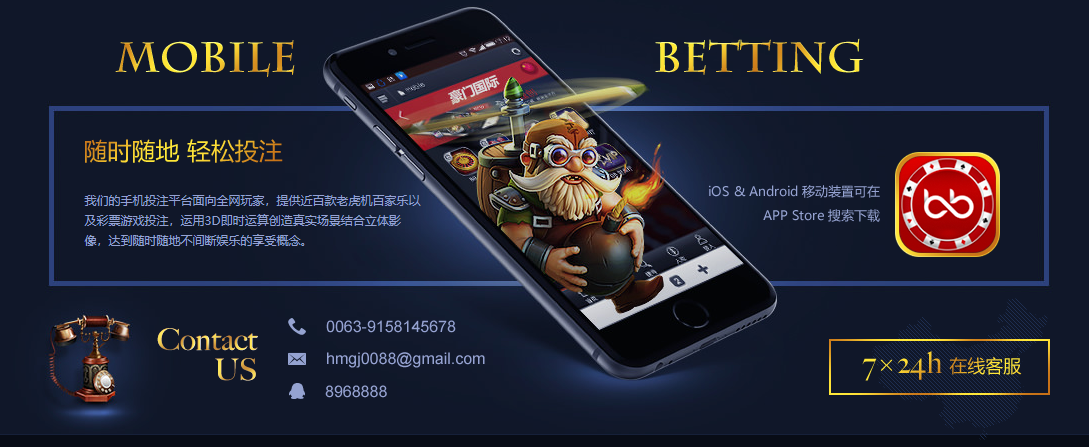 MOBILE
BETTING
豪门国际
随时随地 轻松投注
我们的手机投注平台面向全网玩家，提供近百款老虎机百家乐以
及彩票游戏投注，运用3D即时运算创造真实场景结合立体影
像，达到随时随地不间断娱乐的享受概念。
iOS & Android 移动装置可在
APP Store 搜索下载
Contact
US
0063-9158145678
hmgj0088@gmail.com
8968888
7×24h 在线客服